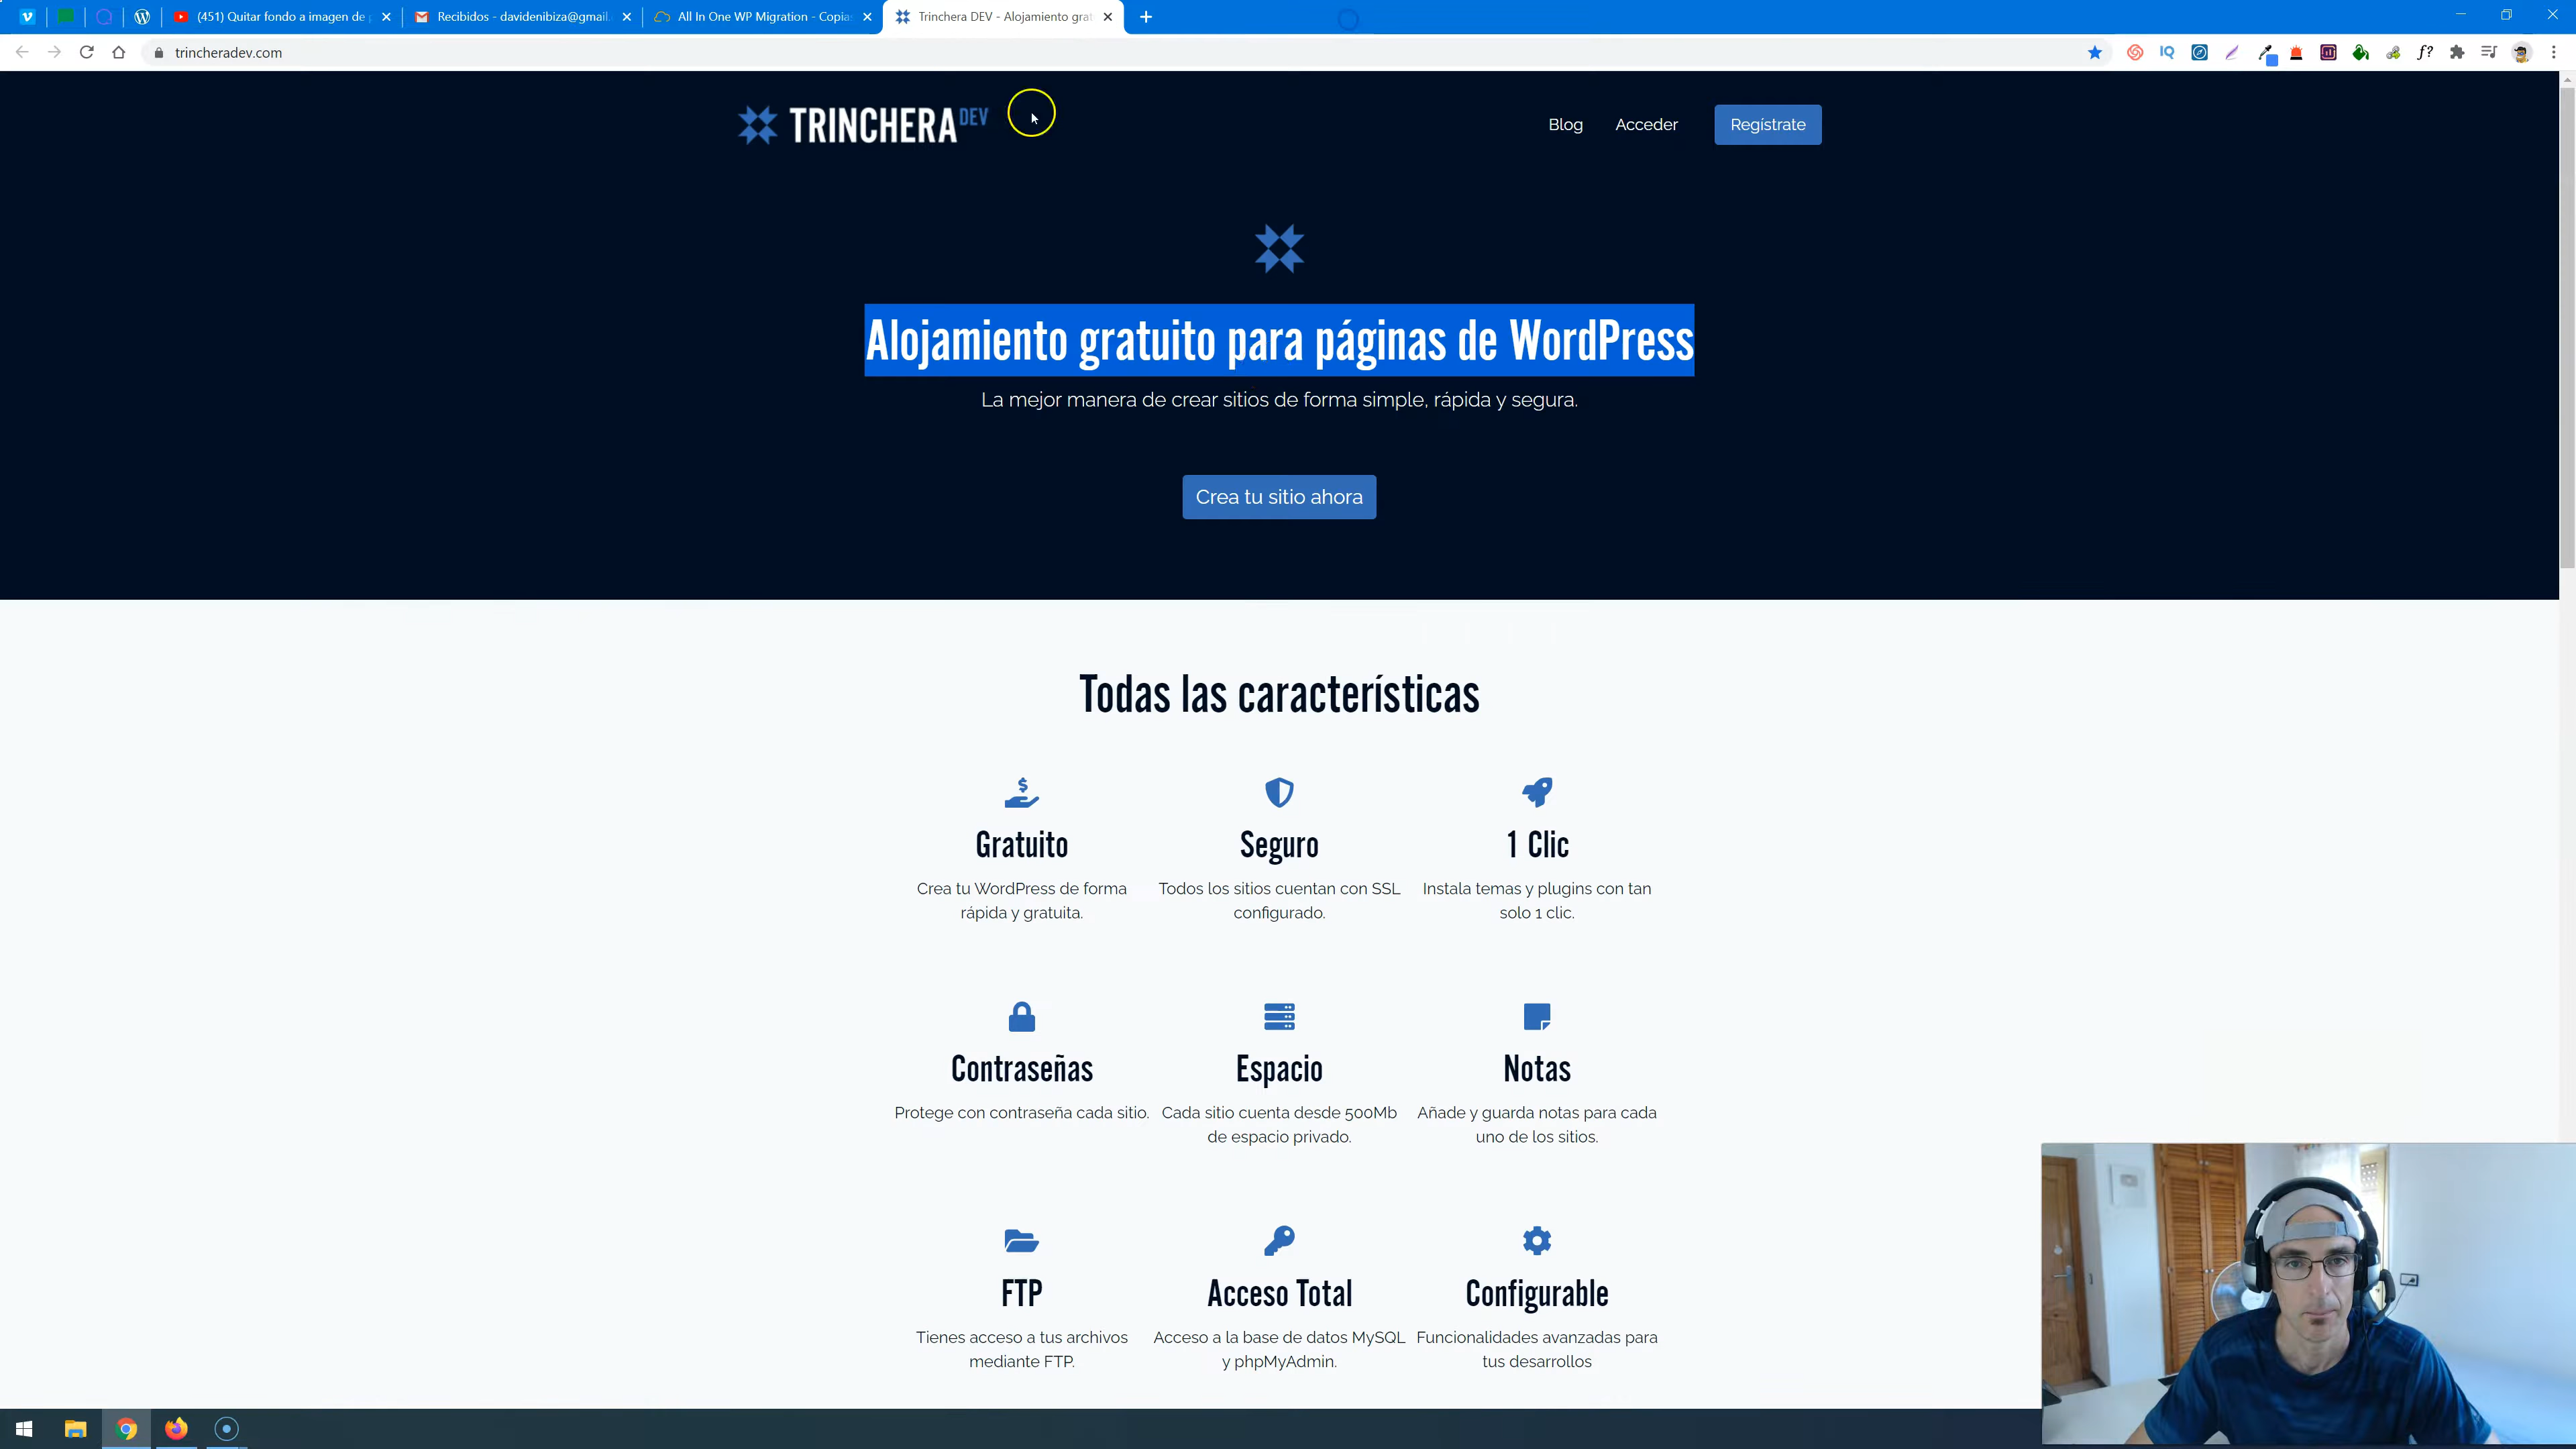 (451) Quitar fondo a imagen de
Recibidos - davidenibiza@gmail.
All In One WP Migration - Copia
Trinchera DEV - Alojamiento grat
trincheradev.com
TRINCHERA DEV
Blog
Acceder
Regístrate
Alojamiento gratuito para páginas de WordPress
La mejor manera de crear sitios de forma simple, rápida y segura.
Crea tu sitio ahora
Todas las características
Gratuito
Crea tu WordPress de forma
rápida y gratuita.
Seguro
Todos los sitios cuentan con SSL
configurado.
1 Clic
Instala temas y plugins con tan
solo 1 clic.
Contraseñas
Protege con contraseña cada sitio.
Espacio
Cada sitio cuenta desde 500Mb
de espacio privado.
Notas
Añade y guarda notas para cada
uno de los sitios.
FTP
Tienes acceso a tus archivos
mediante FTP.
Acceso Total
Acceso a la base de datos MySQL
y phpMyAdmin.
Configurable
Funcionalidades avanzadas para
tus desarrollos